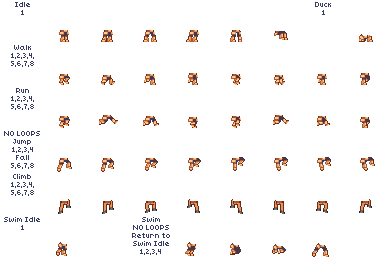 Idle
1
Duck
1
Walk
1,2,3,4,
5,6,7,8
Run
1,2,3,4,
5,6,7,8
NO LOOPS
Jump
1,2,3,4
Fall
5,6,7,8
Climb
1,2,3,4,
5,6,7,8
Swim Idle
1
Swim
NO LOOPS
Return to
Swim Idle
1,2,3,4